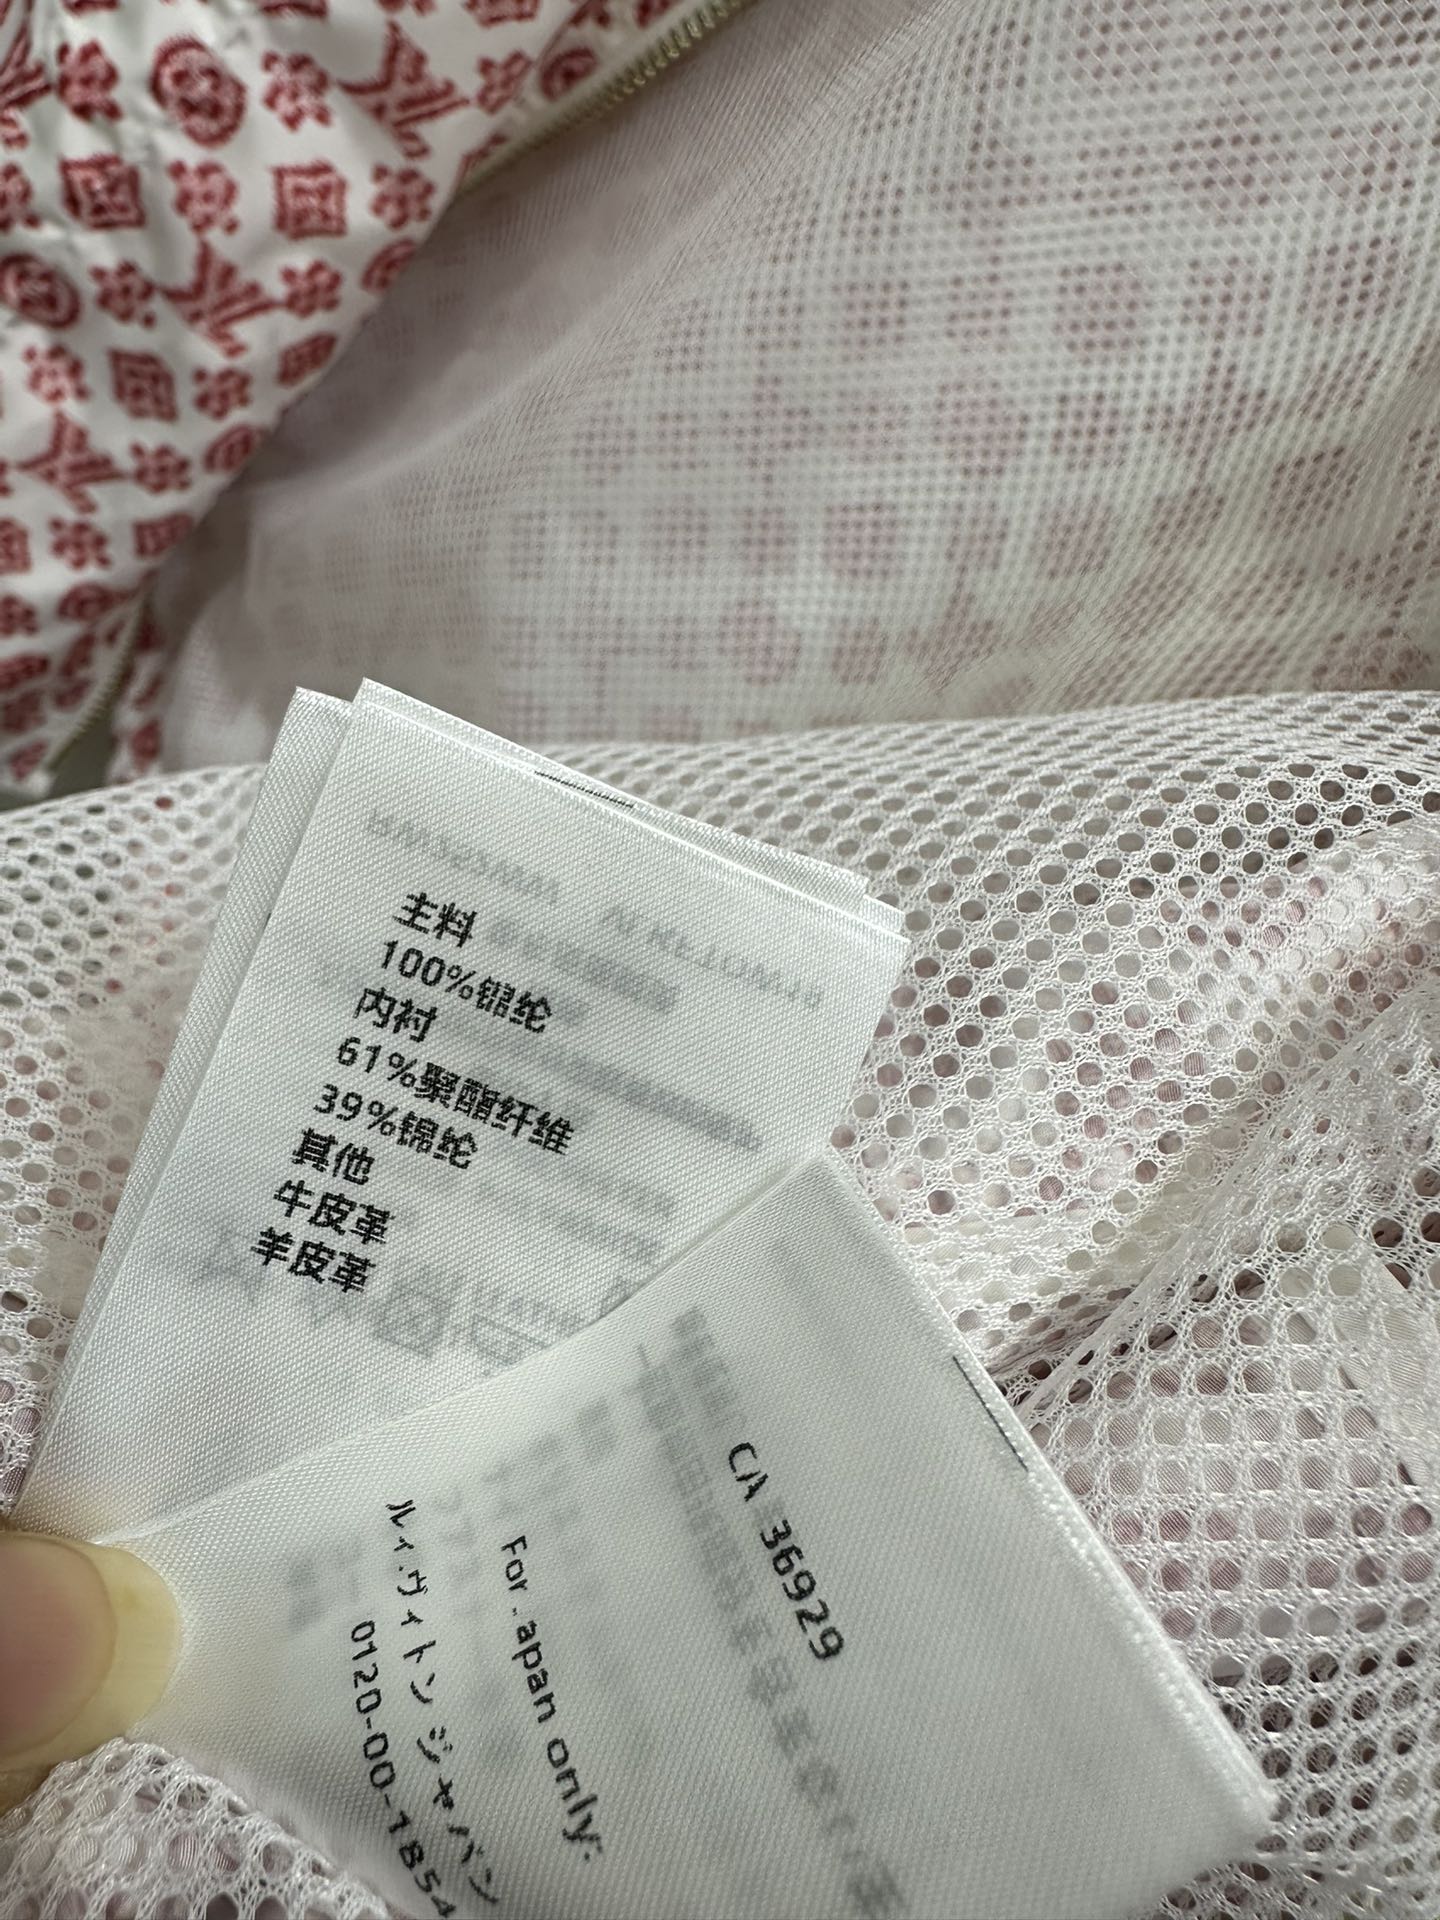 主料
100%锦纶
内衬
61%聚酯纤维
39%锦纶
其他
牛皮革
羊皮革
CA 36929
For Japan only:
ルイ・ヴィトンジャパン
0120-00-1854